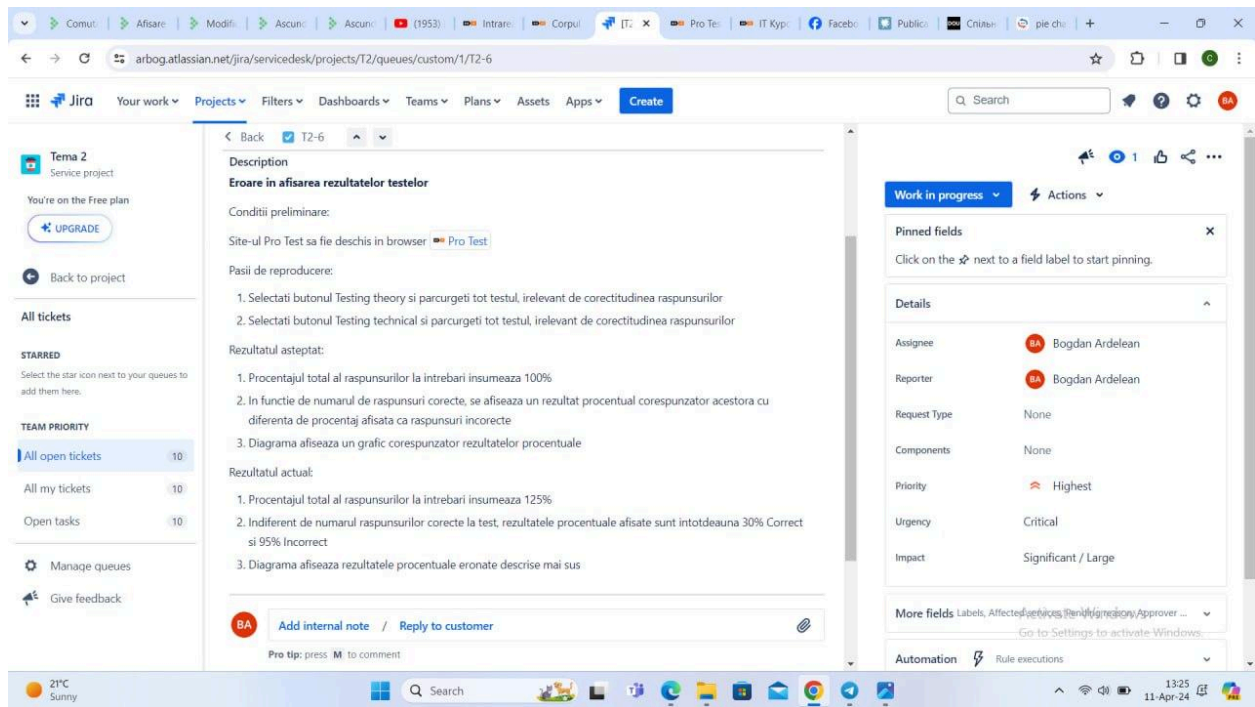 Comut
Afisare
Modifi
Ascunc
Ascunc
(1953)
Intrare
Corpul
[T2
Pro Tes
IT Курс
Facebo
Publica
Спільн
pie cha
arbog.atlassian.net/jira/servicedesk/projects/T2/queues/custom/1/T2-6
Jira Your work Projects Filters Dashboards Teams Plans Assets Apps Create Search BA
Tema 2
Service project
You're on the Free plan
UPGRADE
Back to project
All tickets
STARRED
Select the star icon next to your queues to
add them here.
TEAM PRIORITY
All open tickets 10
All my tickets 10
Open tasks 10
Manage queues
Give feedback
Back T2-6
Description
Eroare in afisarea rezultatelor testelor
Conditii preliminare:
Site-ul Pro Test sa fie deschis in browser Pro Test
Pasii de reproducere:
1. Selectati butonul Testing theory si parcurgeti tot testul, irelevant de corectitudinea raspunsurilor
2. Selectati butonul Testing technical si parcurgeti tot testul, irelevant de corectitudinea raspunsurilor
Rezultatul asteptat:
1. Procentajul total al raspunsurilor la intrebari insumeaza 100%
2. In functie de numarul de raspunsuri corecte, se afiseaza un rezultat procentual corespunzator acestora cu
diferenta de procentaj afisata ca raspunsuri incorecte
3. Diagrama afiseaza un grafic corespunzator rezultatelor procentuale
Rezultatul actual:
1. Procentajul total al raspunsurilor la intrebari insumeaza 125%
2. Indiferent de numarul raspunsurilor corecte la test, rezultatele procentuale afisate sunt intotdeauna 30% Correct
si 95% Incorrect
3. Diagrama afiseaza rezultatele procentuale eronate descrise mai sus
BA Add internal note / Reply to customer
Pro tip: press M to comment
1
Work in progress Actions
Pinned fields
Click on the next to a field label to start pinning.
Details
Assignee BA Bogdan Ardelean
Reporter BA Bogdan Ardelean
Request Type None
Components None
Priority Highest
Urgency Critical
Impact Significant / Large
More fields Labels, Affected services, Pending reason, Approver ...
Activate Windows
Go to Settings to activate Windows.
Automation Rule executions
21°C
Sunny
Search
13:25
11-Apr-24